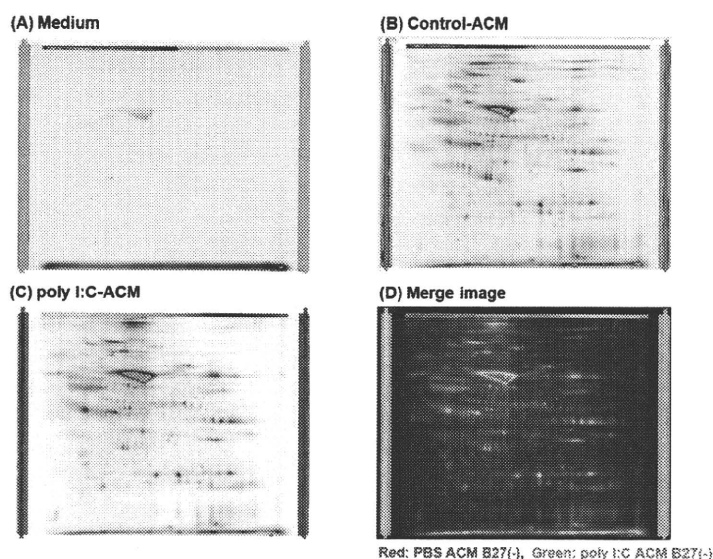 (A) Medium
(B) Control-ACM
(C) poly I:C-ACM
(D) Merge image
Red: PBS ACM B27(-), Green: poly I:C ACM B27(-)